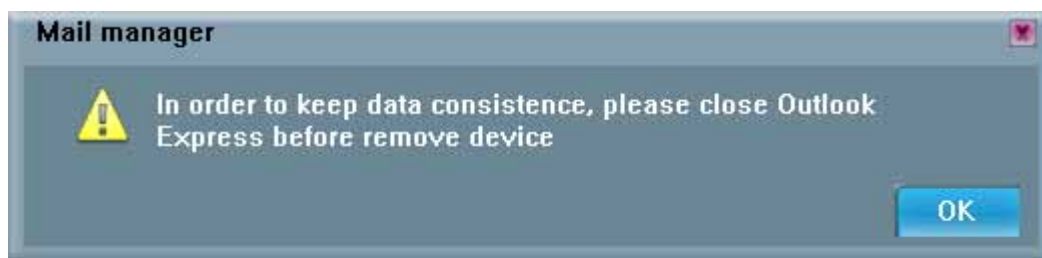 Mail manager
In order to keep data consistence, please close Outlook
Express before remove device
OK